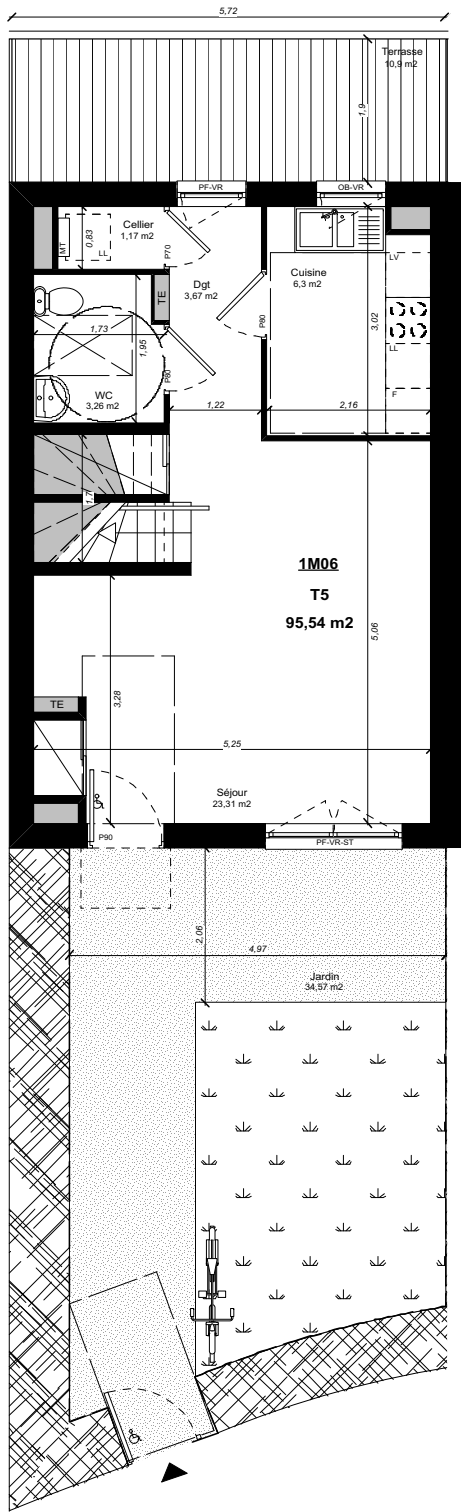 5,72
Terrasse
10,9 m2
1,9
PF-VR
OB-VR
Cellier
1,17 m2
0,83
MT
LL
P70
Dgt
3,67 m2
Cuisine
6,3 m2
LV
TE
P80
3,02
LL
1,73
1,95
WC
3,26 m2
P80
F
1,22
2,16
1,7
1M06
T5
95,54 m2
5,06
3,28
TE
5,25
Séjour
23,31 m2
P90
PF-VR-ST
2,06
4,97
Jardin
34,57 m2